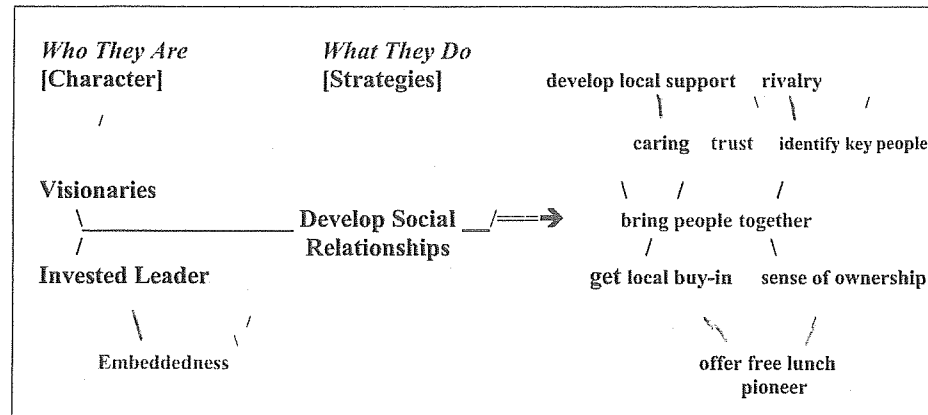 Who They Are What They Do
[Character] [Strategies]
develop local support rivalry
caring trust identify key people
Visionaries
Develop Social
Relationships
bring people together
Invested Leader
get local buy-in sense of ownership
Embeddedness
offer free lunch
pioneer